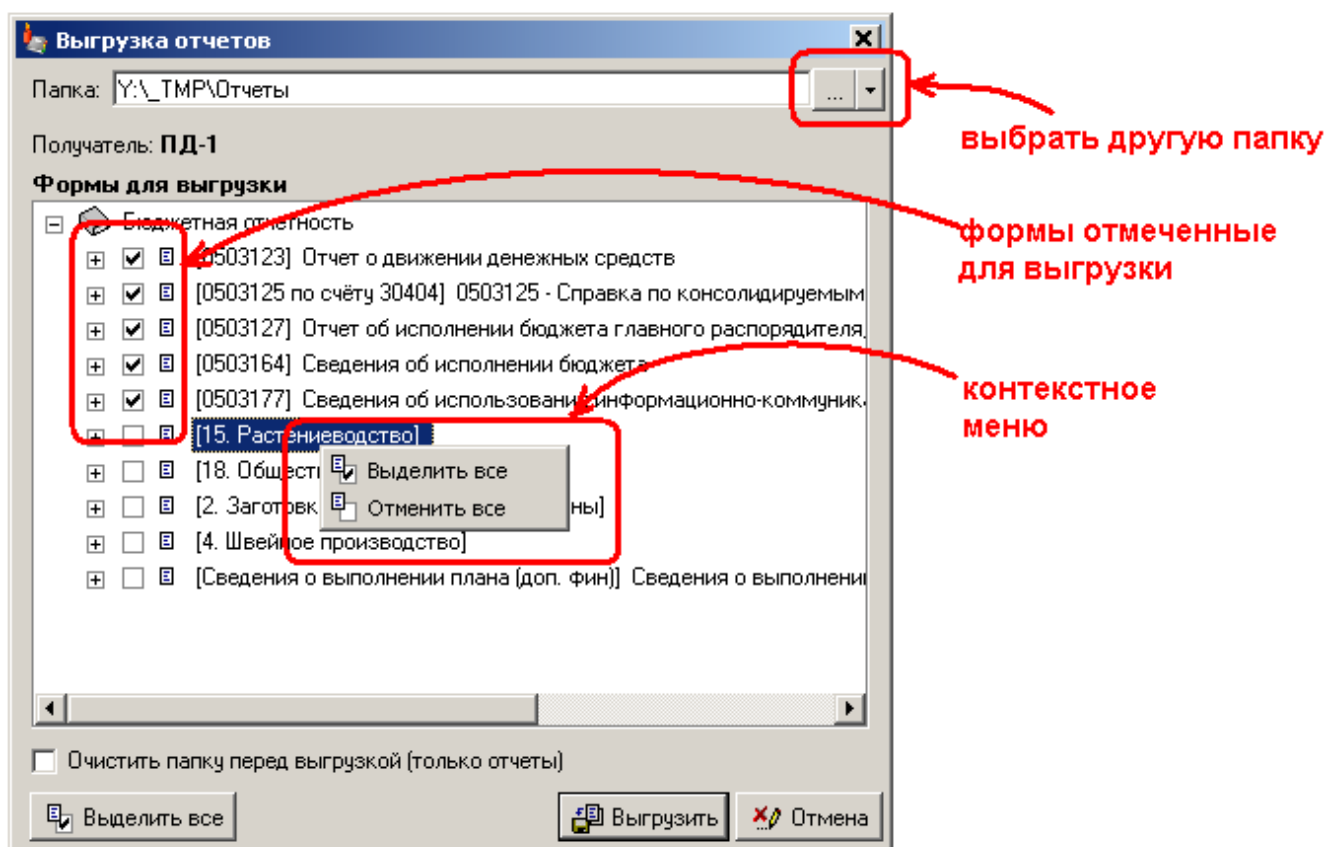 Выгрузка отчетов
Папка: Y:\_TMP\Отчеты ...
выбрать другую папку
Получатель: ПД-1
Формы для выгрузки
Бюджетная отчетность
формы отмеченные
для выгрузки
[0503123] Отчет о движении денежных средств
[0503125 по счёту 30404] 0503125 - Справка по консолидируемым
[0503127] Отчет об исполнении бюджета главного распорядителя,
[0503164] Сведения об исполнении бюджета
[0503177] Сведения об использовании информационно-коммуник
контекстное
меню
[15. Растениеводство]
[18. Общест
Выделить все
[2. Заготовк
Отменить все
ны]
[4. Швейное производство]
[Сведения о выполнении плана (доп. фин)] Сведения о выполнени
Очистить папку перед выгрузкой (только отчеты)
Выделить все Выгрузить Отмена